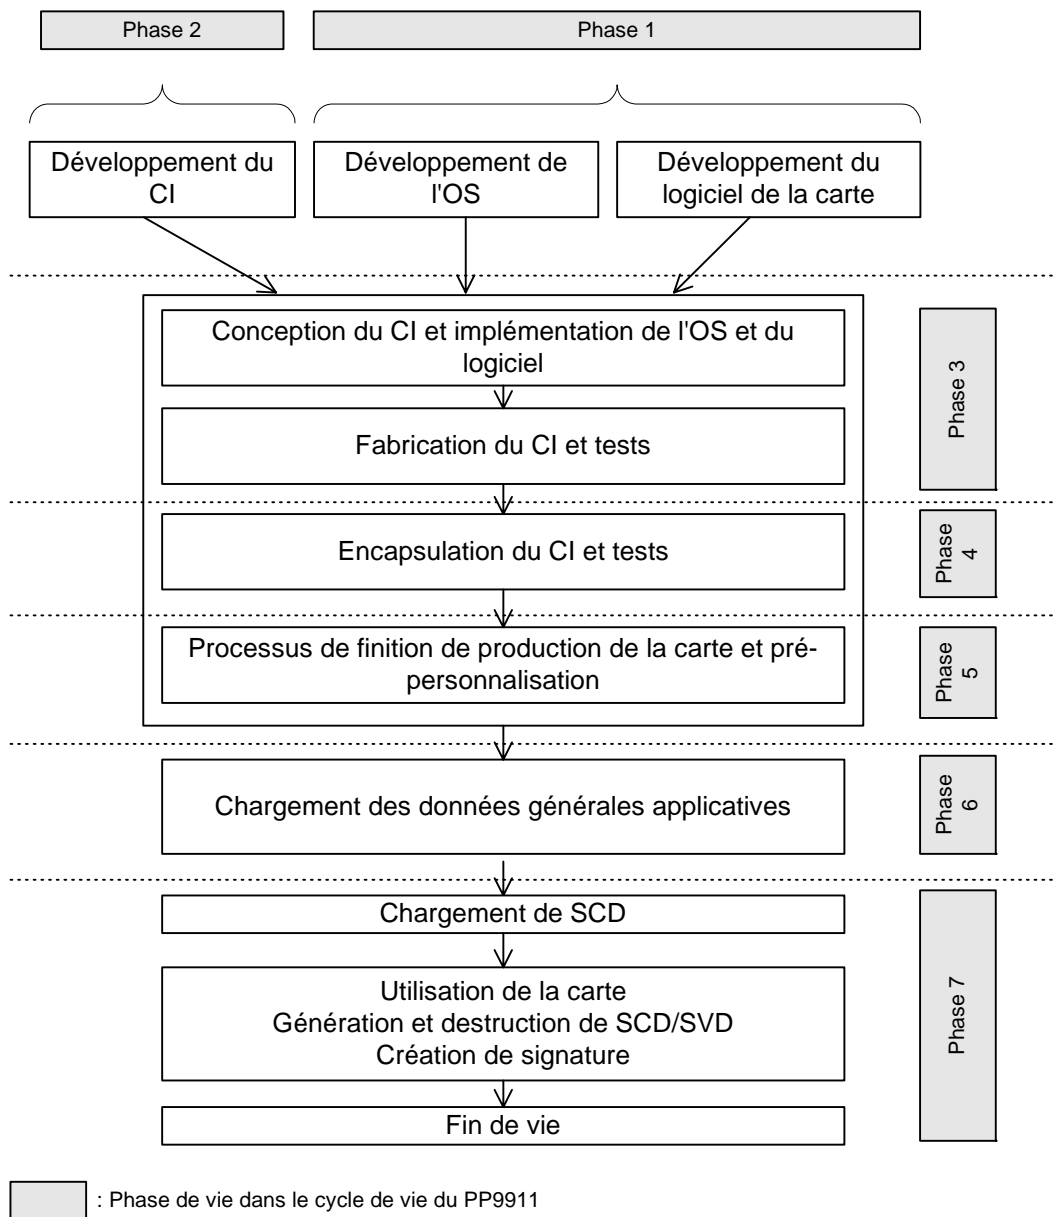 Phase 2
Phase 1
Développement du
CI
Développement de
l'OS
Développement du
logiciel de la carte
Conception du CI et implémentation de l'OS et du
logiciel
Fabrication du CI et tests
Phase 3
Encapsulation du CI et tests
Phase
4
Processus de finition de production de la carte et pré-
personnalisation
Phase
5
Chargement des données générales applicatives
Phase
6
Chargement de SCD
Utilisation de la carte
Génération et destruction de SCD/SVD
Création de signature
Fin de vie
Phase 7
: Phase de vie dans le cycle de vie du PP9911